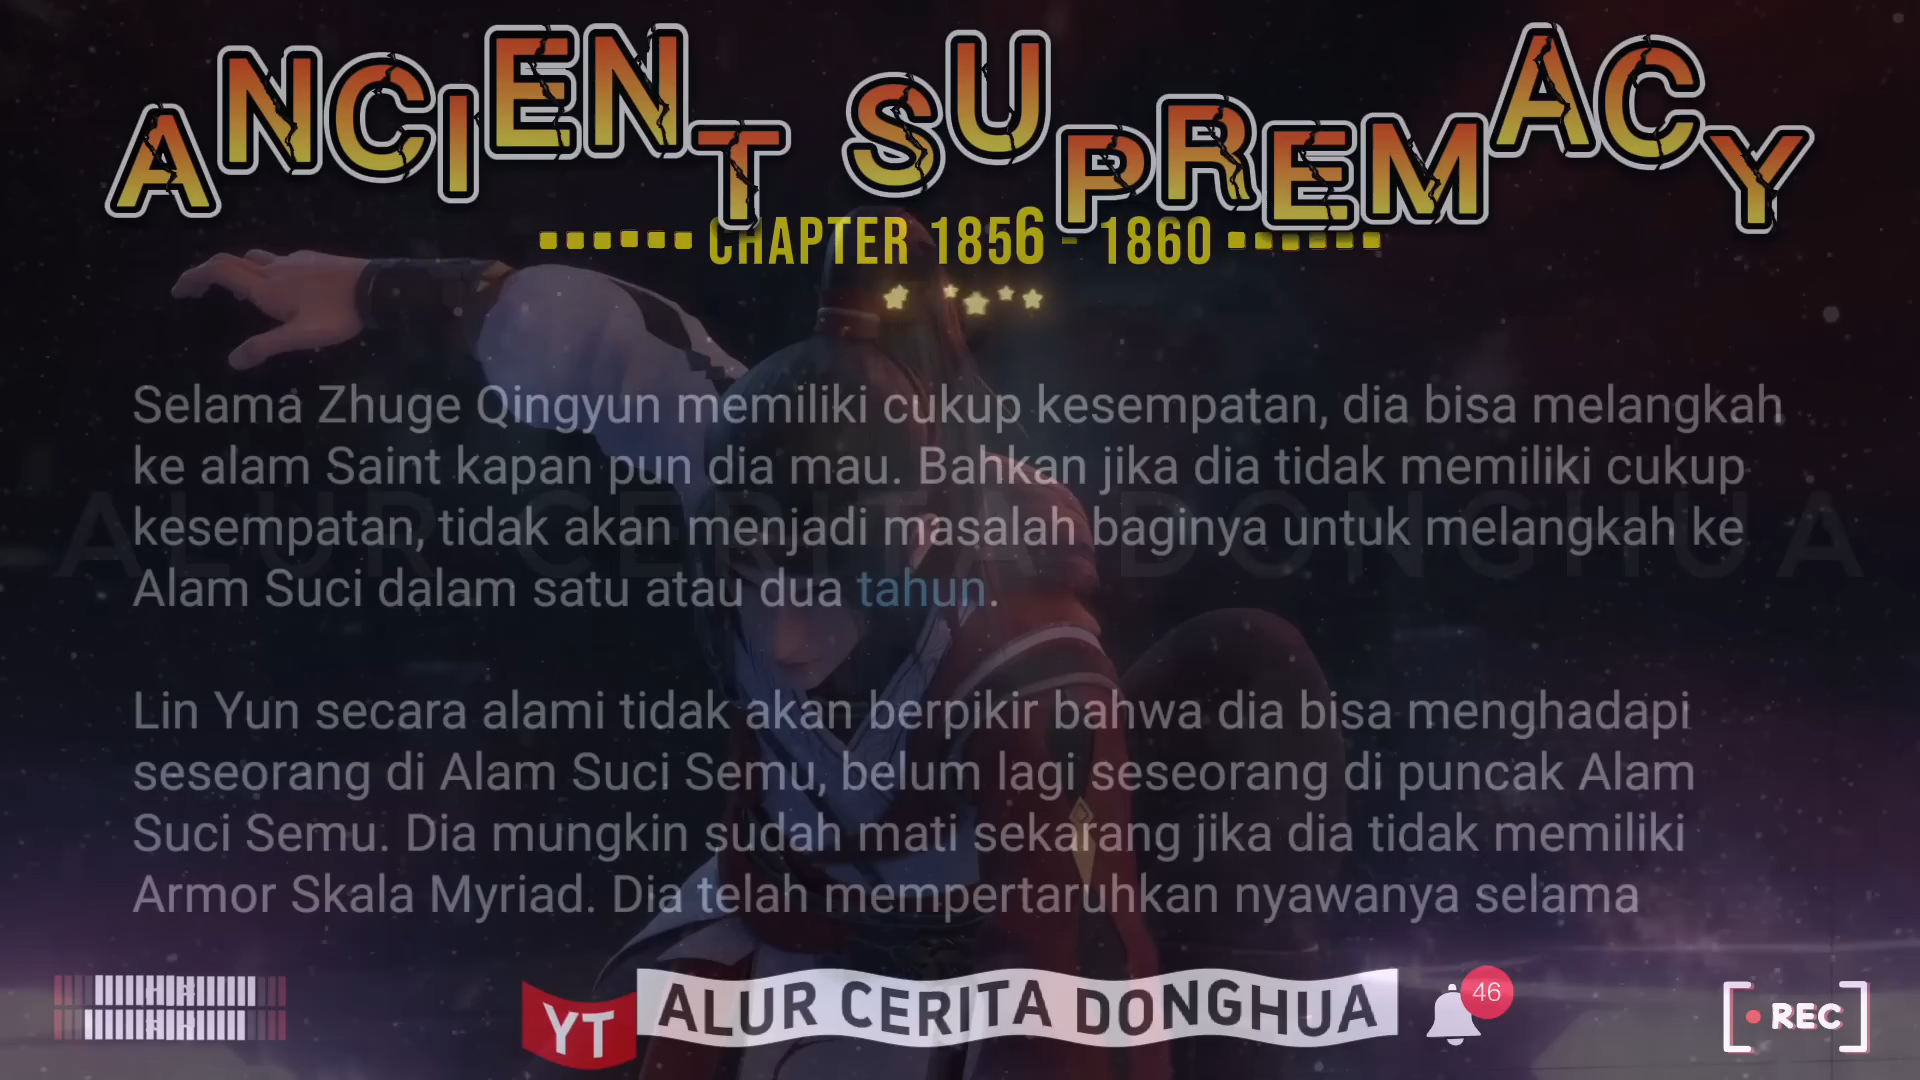 ANCIENT SUPREMACY
CHAPTER 1856 - 1860
Selama Zhuge Qingyun memiliki cukup kesempatan, dia bisa melangkah
ke alam Saint kapan pun dia mau. Bahkan jika dia tidak memiliki cukup
ALUR CERITA DONGHUA
kesempatan, tidak akan menjadi masalah baginya untuk melangkah ke
Alam Suci dalam satu atau dua tahun.
Lin Yun secara alami tidak akan berpikir bahwa dia bisa menghadapi
seseorang di Alam Suci Semu, belum lagi seseorang di puncak Alam
Suci Semu. Dia mungkin sudah mati sekarang jika dia tidak memiliki
Armor Skala Myriad. Dia telah mempertaruhkan nyawanya selama
YT ALUR CERITA DONGHUA 46
REC